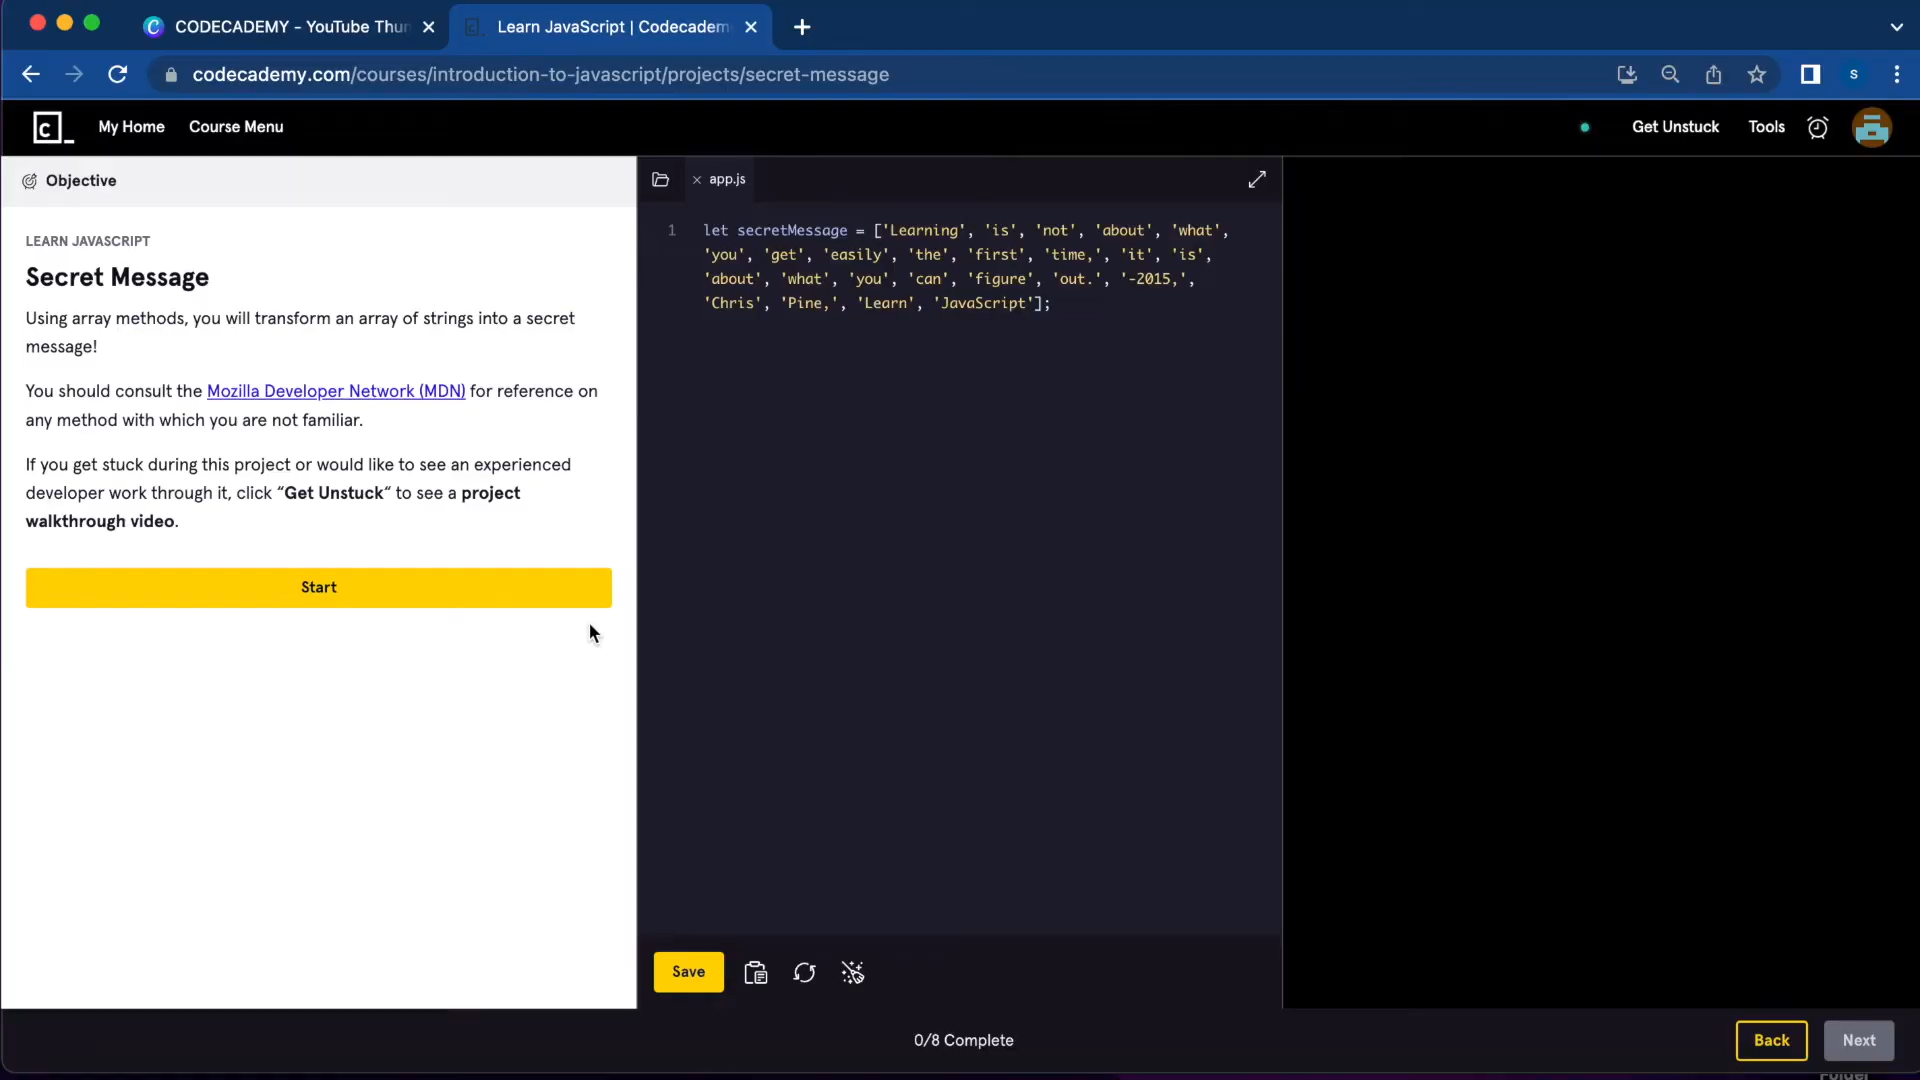 CODECADEMY - YouTube Thur
Learn JavaScript | Codecadem
codecademy.com/courses/introduction-to-javascript/projects/secret-message
S
C_
My Home
Course Menu
Get Unstuck
Tools
Objective
app.js
LEARN JAVASCRIPT
Secret Message
Using array methods, you will transform an array of strings into a secret
message!
You should consult the Mozilla Developer Network (MDN) for reference on
any method with which you are not familiar.
If you get stuck during this project or would like to see an experienced
developer work through it, click “Get Unstuck“ to see a project
walkthrough video.
Start
1 let secretMessage = ['Learning', 'is', 'not', 'about', 'what',
'you', 'get', 'easily', 'the', 'first', 'time,', 'it', 'is',
'about', 'what', 'you', 'can', 'figure', 'out.', '-2015,',
'Chris', 'Pine,', 'Learn', 'JavaScript'];
Save
0/8 Complete
Back
Next